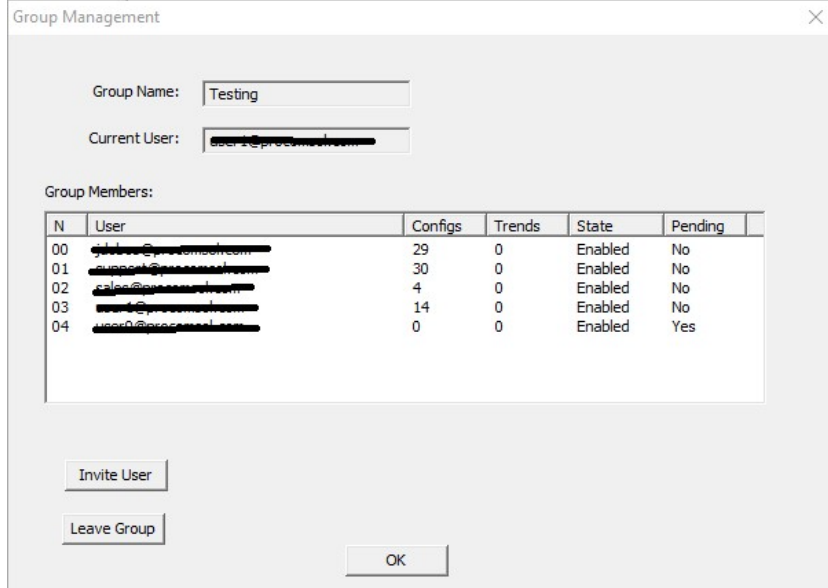 Group Management
Group Name: Testing
Current User:
Group Members:
N User Configs Trends State Pending
00 29 0 Enabled No
01 30 0 Enabled No
02 4 0 Enabled No
03 14 0 Enabled No
04 0 0 Enabled Yes
Invite User
Leave Group
OK